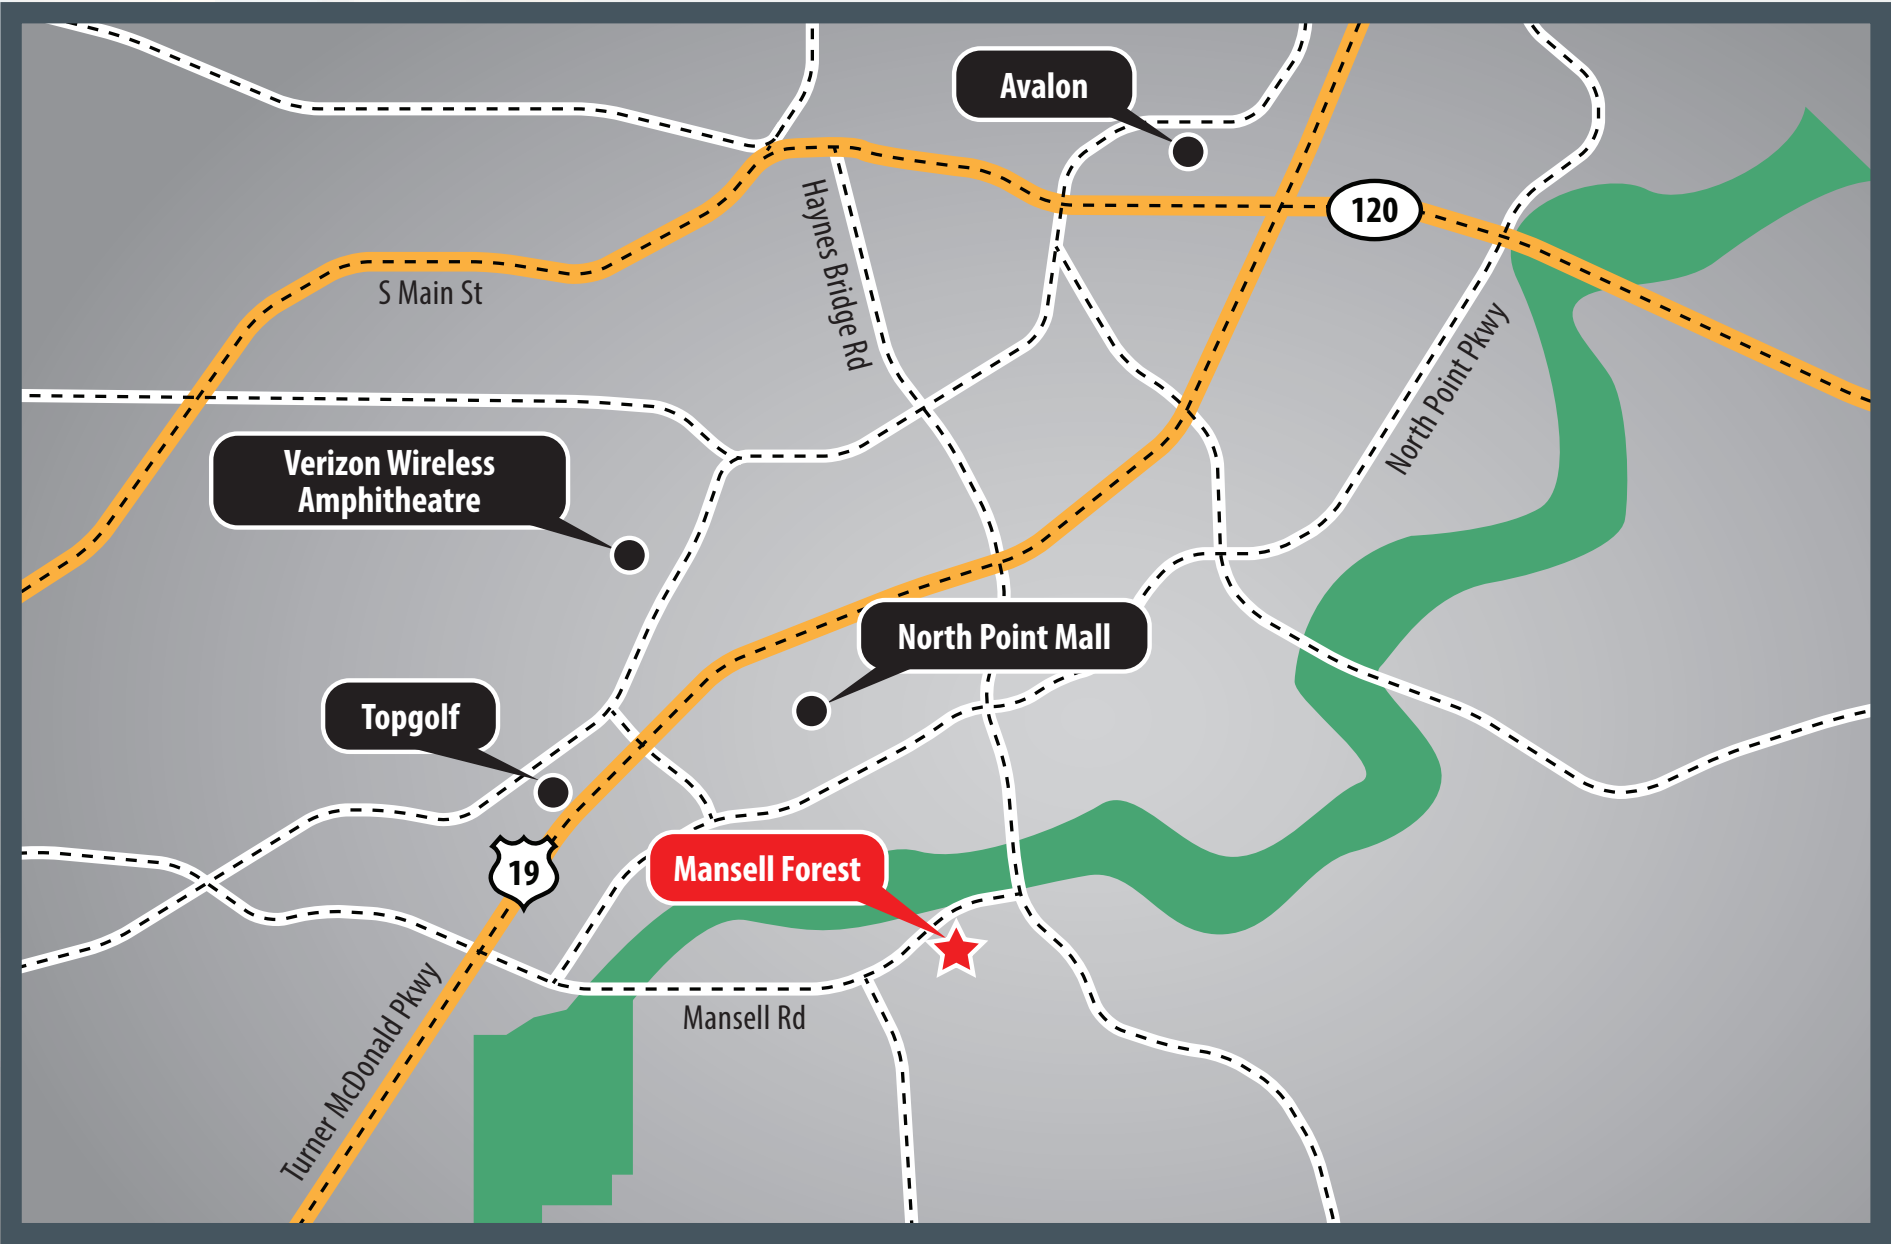 Avalon
120
Haynes Bridge Rd
S Main St
North Point Pkwy
Verizon Wireless
Amphitheatre
North Point Mall
Topgolf
19
Mansell Forest
Mansell Rd
Turner McDonald Pkwy